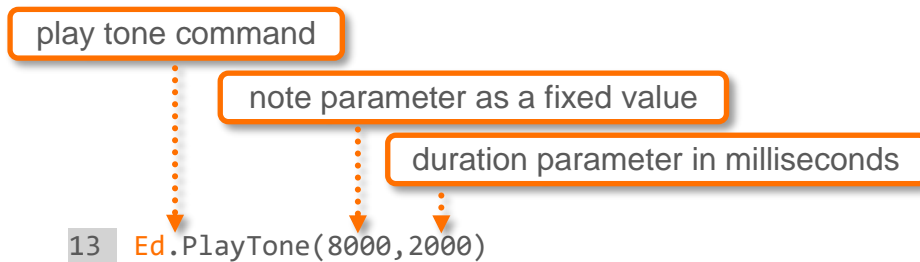 play tone command
note parameter as a fixed value
duration parameter in milliseconds
13 Ed.PlayTone(8000,2000)